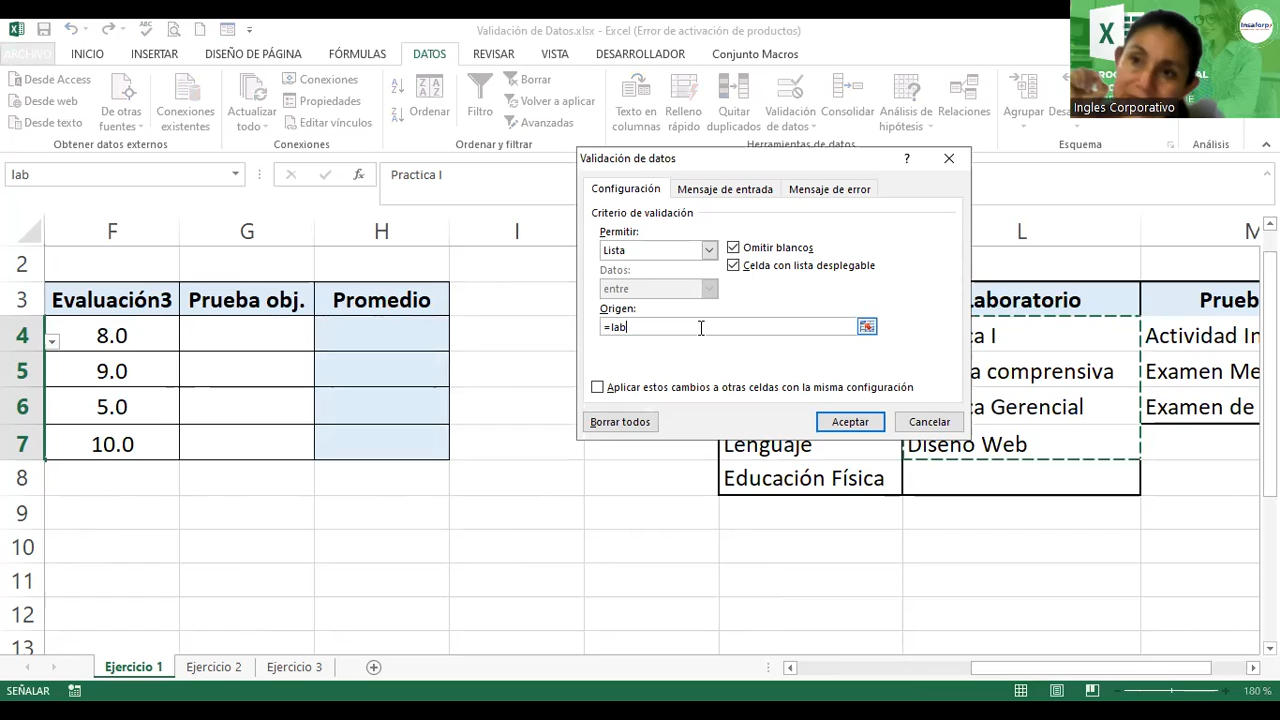 Validación de Datos.xlsx - Excel (Error de activación de productos)
ARCHIVO INICIO INSERTAR DISEÑO DE PÁGINA FÓRMULAS DATOS REVISAR VISTA DESARROLLADOR Conjunto Macros
Desde Access
Desde web
Desde texto
De otras fuentes
Conexiones existentes
Actualizar todo
Conexiones
Propiedades
Editar vínculos
Ordenar
Filtro
Borrar
Volver a aplicar
Avanzadas
Texto en columnas
Relleno rápido
Quitar duplicados
Validación de datos
Consolidar
Análisis de hipótesis
Relaciones
Agrupar
Obtener datos externos
Conexiones
Ordenar y filtrar
Herramientas de datos
Esquema
Análisis
Insaforp
Ingles Corporativo
lab
Practica I
Validación de datos
Configuración Mensaje de entrada Mensaje de error
Criterio de validación
Permitir:
Lista
Omitir blancos
Celda con lista desplegable
Datos:
entre
Origen:
=lab
Aplicar estos cambios a otras celdas con la misma configuración
Borrar todos Aceptar Cancelar
F G H I L M
2
3 Evaluación3 Prueba obj. Promedio
4 8.0
5 9.0
6 5.0
7 10.0
8
9
10
11
12
13
aboratorio Prueb
ca I Actividad In
a comprensiva Examen Me
ca Gerencial Examen de
Lenguaje Diseño Web
Educación Física
Ejercicio 1 Ejercicio 2 Ejercicio 3
SEÑALAR
180 %